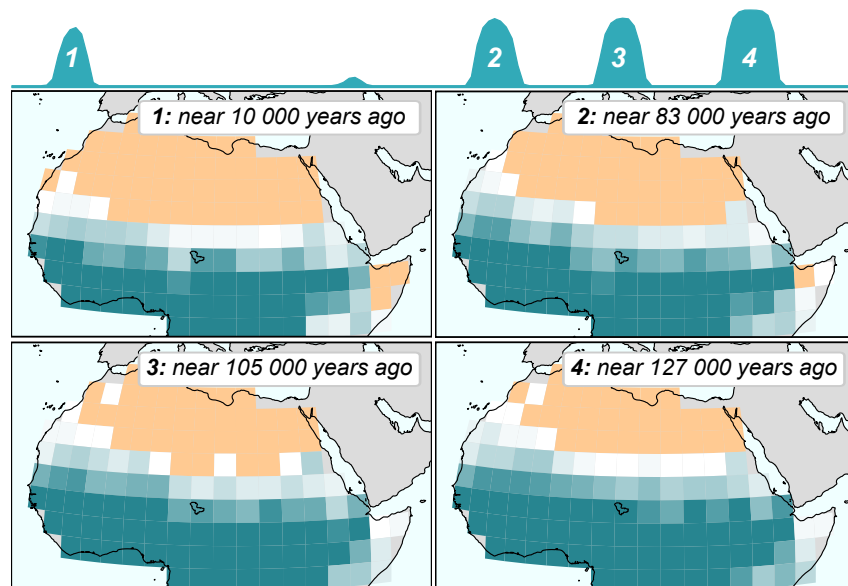 1 2 3 4
1: near 10 000 years ago
2: near 83 000 years ago
3: near 105 000 years ago
4: near 127 000 years ago